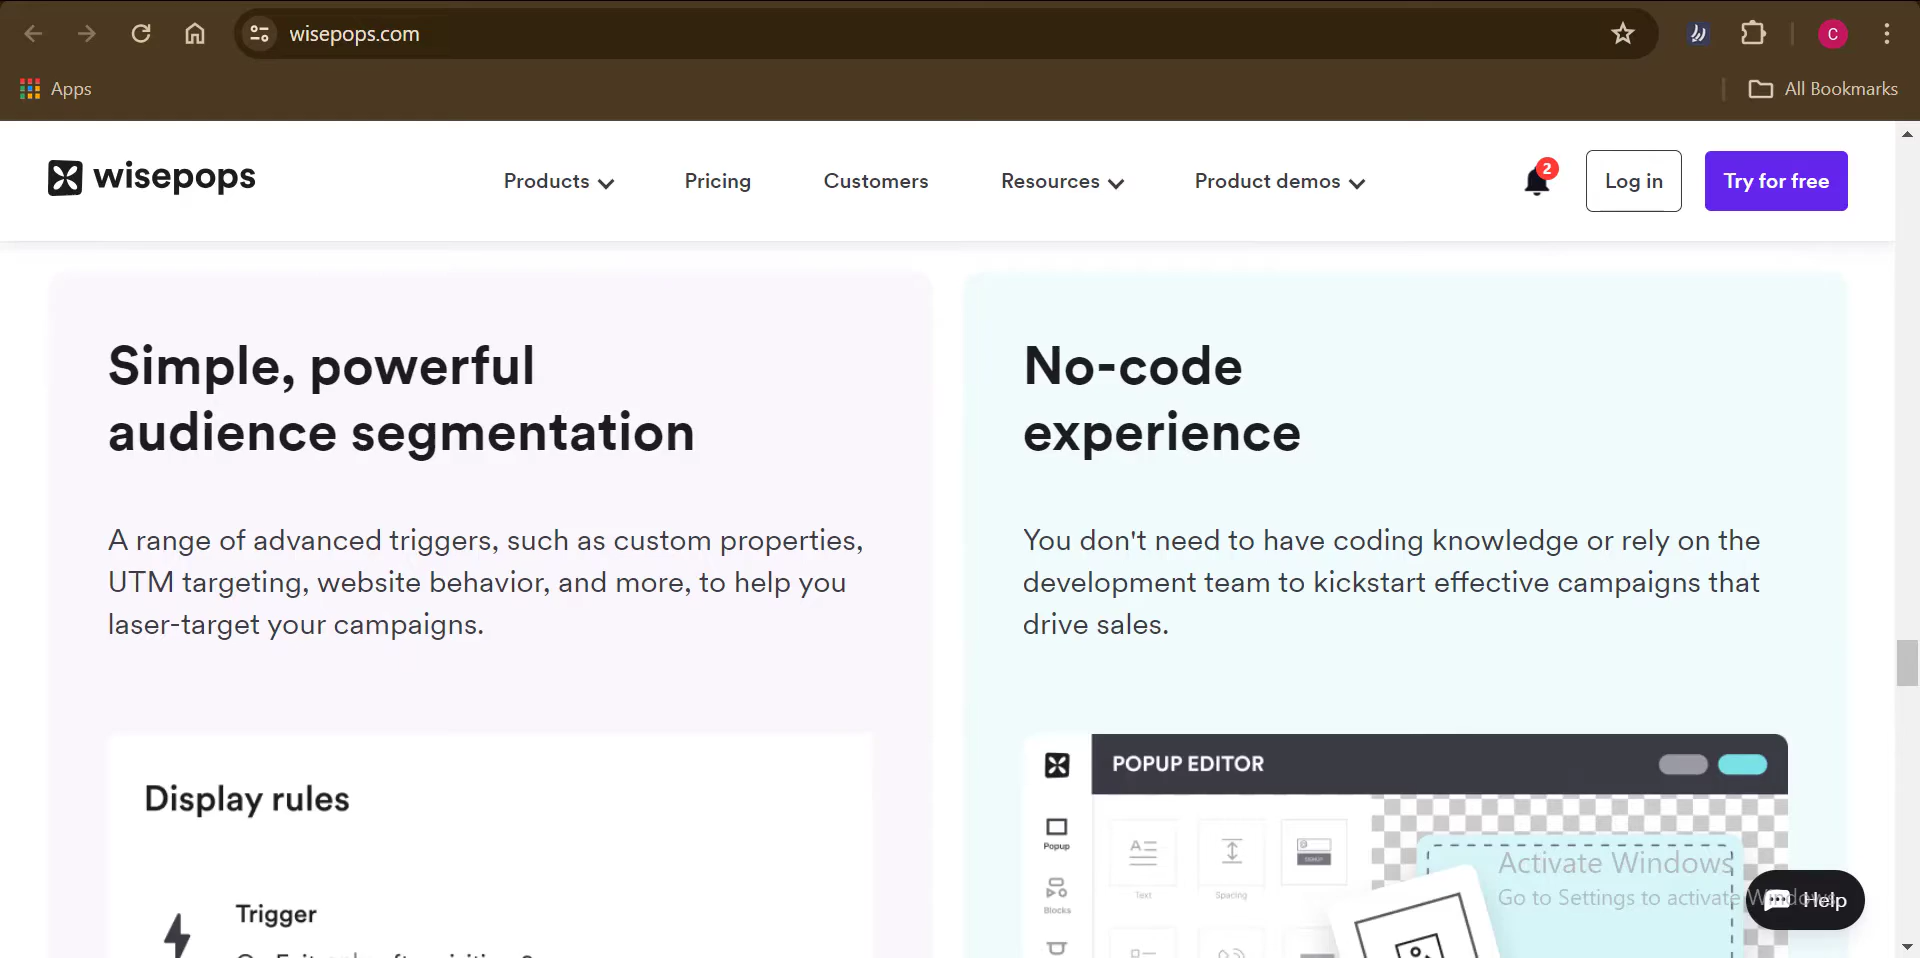 wisepops.com
C
Apps
All Bookmarks
wisepops
Products
Pricing
Customers
Resources
Product demos
2
Log in
Try for free
Simple, powerful
audience segmentation
A range of advanced triggers, such as custom properties,
UTM targeting, website behavior, and more, to help you
laser-target your campaigns.
Display rules
Trigger
No-code
experience
You don't need to have coding knowledge or rely on the
development team to kickstart effective campaigns that
drive sales.
POPUP EDITOR
Popup
Text
Spacing
Blocks
Activate Windows
Go to Settings to activate Windows.
Help